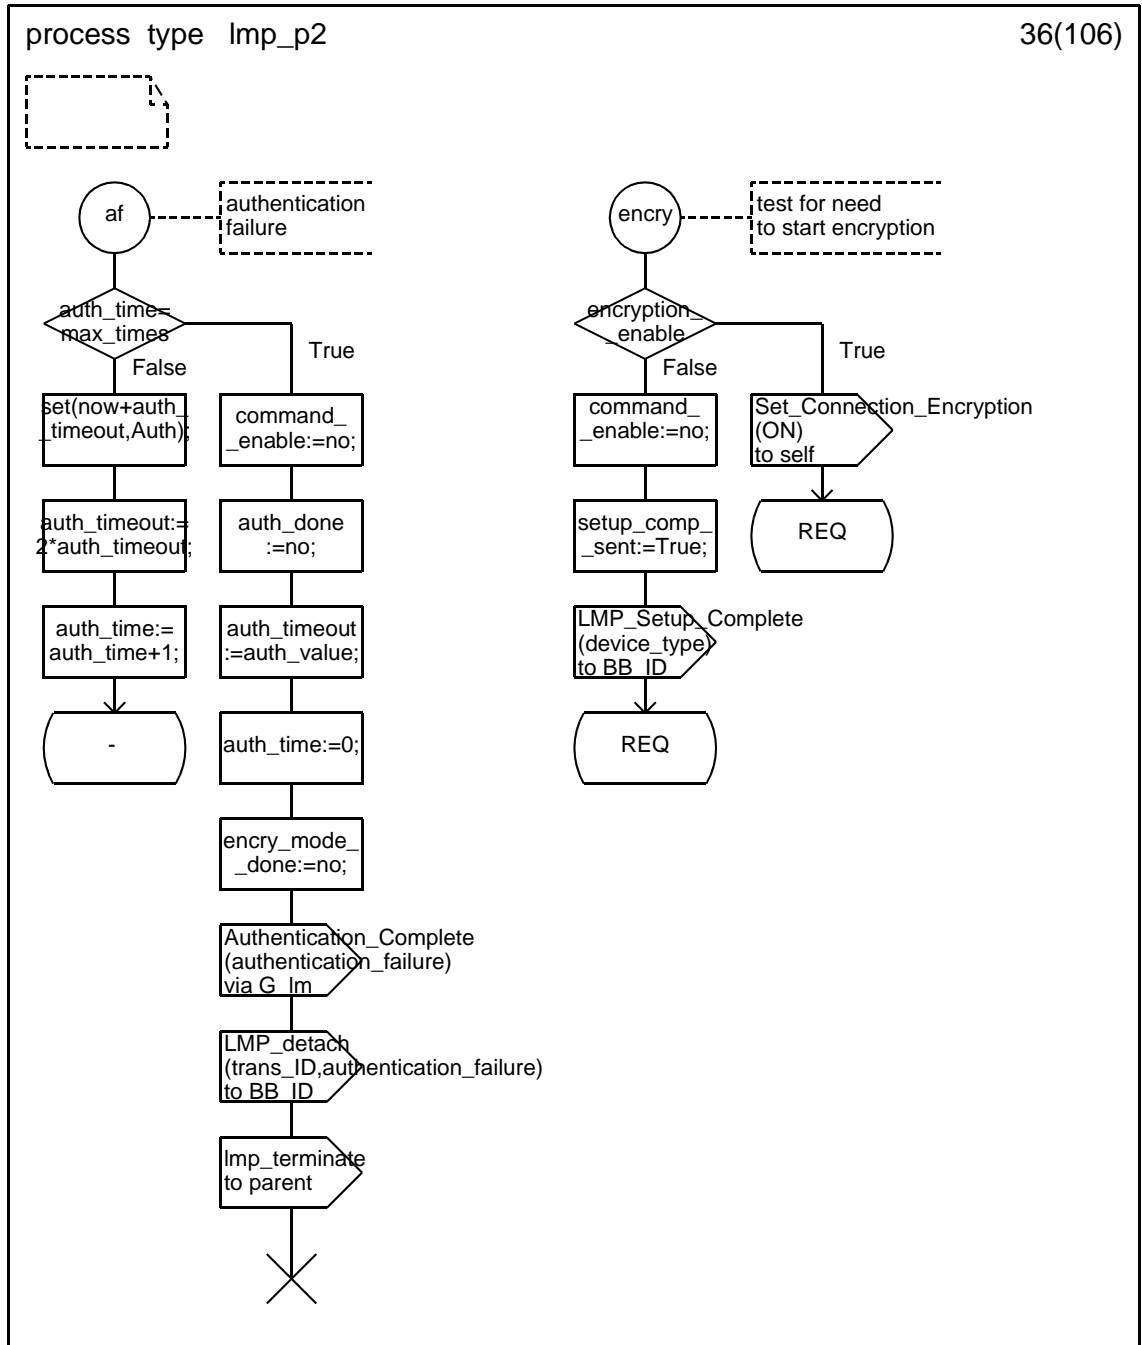 process type lmp_p2
36(106)
af
authentication
failure
auth_time=
max_times
False
True
set(now+auth_
_timeout,Auth);
auth_timeout:=
2*auth_timeout;
auth_time:=
auth_time+1;
-
command_
_enable:=no;
auth_done
:=no;
auth_timeout
:=auth_value;
auth_time:=0;
encry_mode_
_done:=no;
Authentication_Complete
(authentication_failure)
via G_lm
LMP_detach
(trans_ID,authentication_failure)
to BB_ID
lmp_terminate
to parent
encry
test for need
to start encryption
encryption_
_enable
False
True
command_
_enable:=no;
setup_comp_
_sent:=True;
LMP_Setup_Complete
(device_type)
to BB_ID
REQ
Set_Connection_Encryption
(ON)
to self
REQ